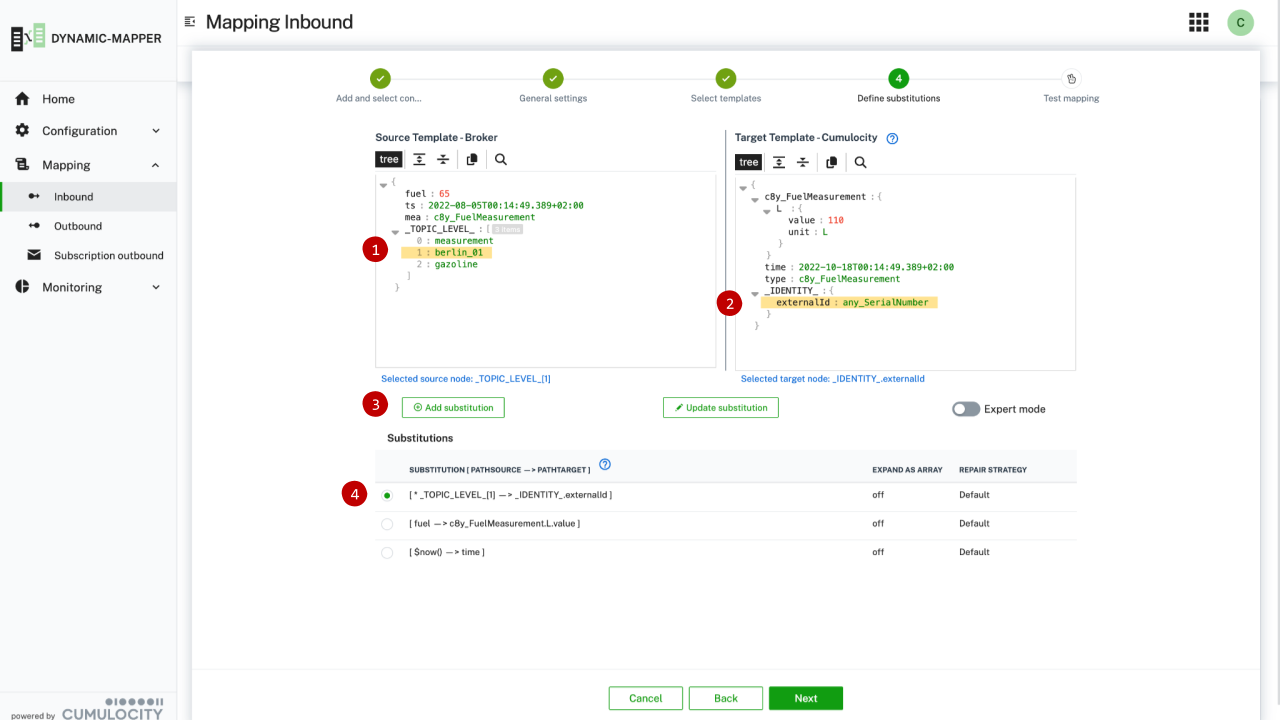 DYNAMIC-MAPPER
Home
Configuration
Mapping
Inbound
Outbound
Subscription outbound
Monitoring
powered by CUMULOCITY
Mapping Inbound
C
4
Add and select con...
General settings
Select templates
Define substitutions
Test mapping
Source Template - Broker
tree
{
fuel : 65
ts : 2022-08-05T00:14:49.389+02:00
mea : c8y_FuelMeasurement
_TOPIC_LEVEL_ : [ 3 items
0 : measurement
1
1 : berlin_01
2 : gazoline
]
}
Selected source node: _TOPIC_LEVEL_[1]
Target Template - Cumulocity
tree
{
c8y_FuelMeasurement : {
L : {
value : 110
unit : L
}
}
time : 2022-10-18T00:14:49.389+02:00
type : c8y_FuelMeasurement
_IDENTITY_ : {
2
externalId : any_SerialNumber
}
}
Selected target node: _IDENTITY_.externalId
3
Add substitution
Update substitution
Expert mode
Substitutions
SUBSTITUTION [ PATHSOURCE —> PATHTARGET ]
EXPAND AS ARRAY
REPAIR STRATEGY
4
[ * _TOPIC_LEVEL_[1] —> _IDENTITY_.externalId ]
off
Default
[ fuel —> c8y_FuelMeasurement.L.value ]
off
Default
[ $now() —> time ]
off
Default
Cancel
Back
Next